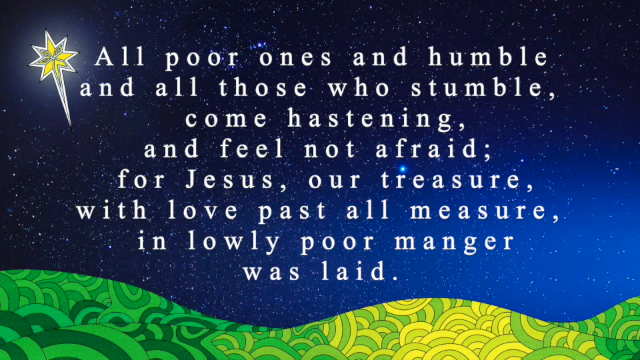 All poor ones and humble
and all those who stumble,
come hastening,
and feel not afraid;
for Jesus, our treasure,
with love past all measure,
in lowly poor manger
was laid.